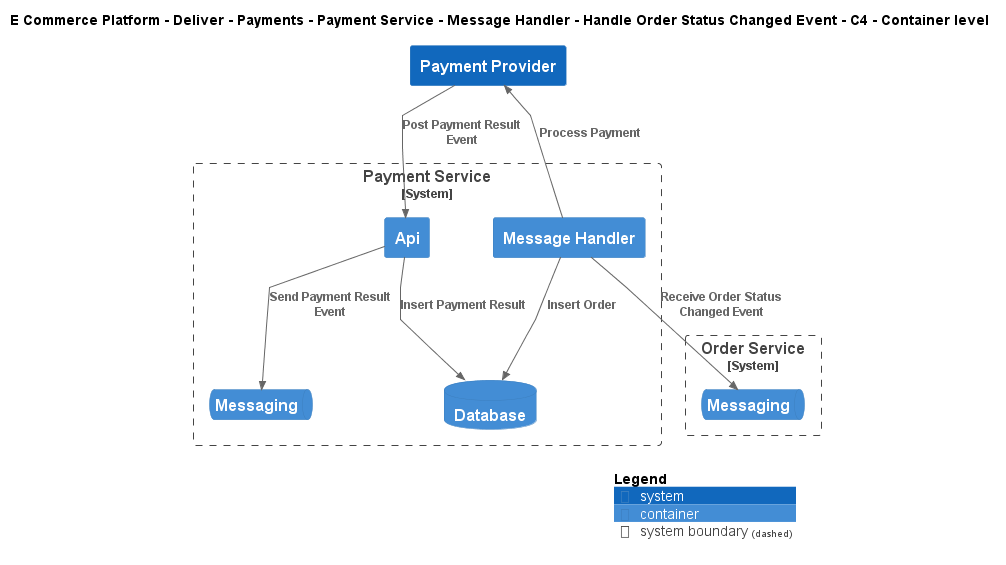 E Commerce Platform - Deliver - Payments - Payment Service - Message Handler - Handle Order Status Changed Event - C4 - Container level
Payment Provider
Post Payment Result
Event
Process Payment
Payment Service
[System]
Api
Message Handler
Send Payment Result
Event
Insert Payment Result
Insert Order
Receive Order Status
Changed Event
Order Service
[System]
Messaging
Database
Messaging
Legend
system
container
system boundary (dashed)